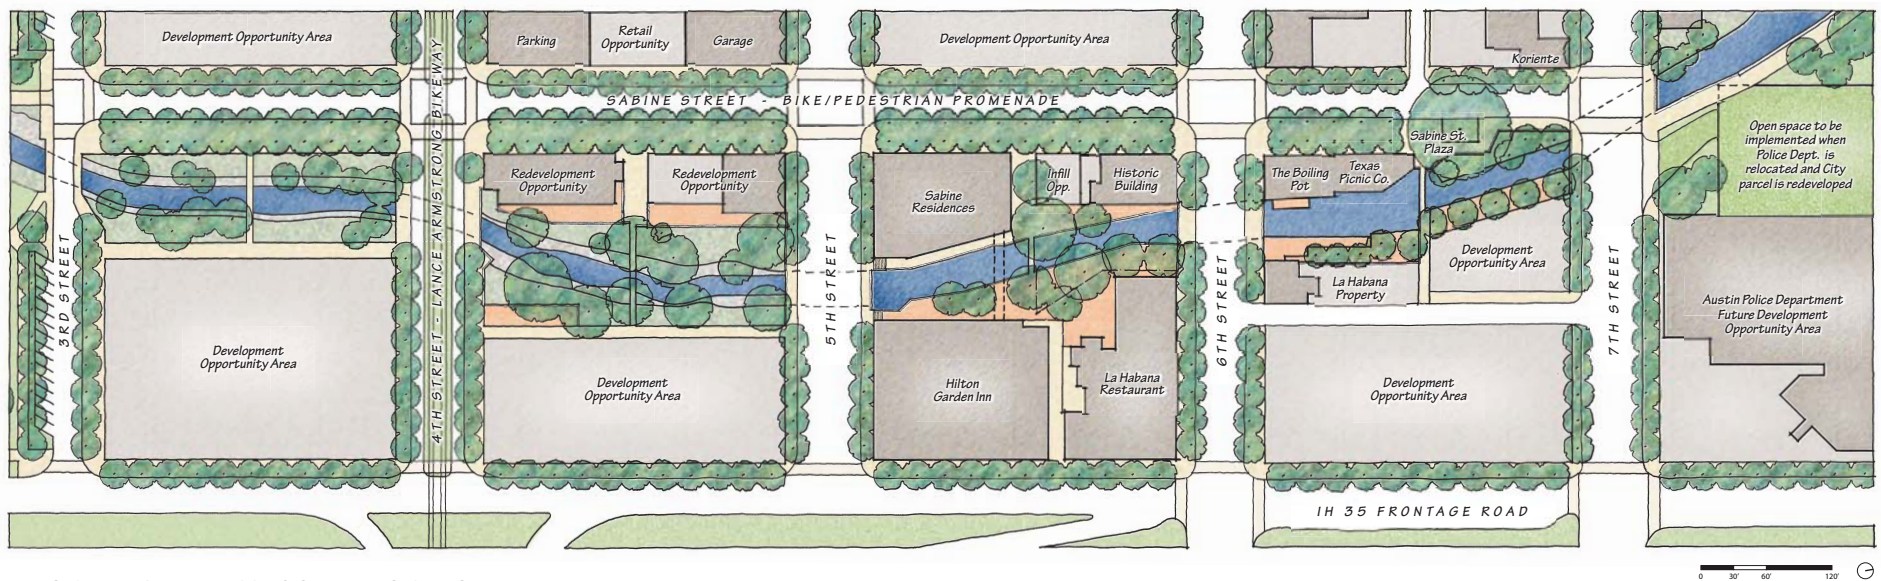 Development Opportunity Area
Parking
Retail
Opportunity
Garage
Development Opportunity Area
Koriente
SABINE STREET - BIKE/PEDESTRIAN PROMENADE
3RD STREET
4TH STREET - LANCE ARMSTRONG BIKEWAY
5TH STREET
6TH STREET
7TH STREET
Redevelopment
Opportunity
Redevelopment
Opportunity
Sabine
Residences
Infill
Opp.
Historic
Building
The Boiling
Pot
Texas
Picnic Co.
Sabine St.
Plaza
Open space to be
implemented when
Police Dept. is
relocated and City
parcel is redeveloped
Development
Opportunity Area
La Habana
Property
Austin Police Department
Future Development
Opportunity Area
Development
Opportunity Area
Development
Opportunity Area
Hilton
Garden Inn
La Habana
Restaurant
Development
Opportunity Area
IH 35 FRONTAGE ROAD
0 30' 60' 120'